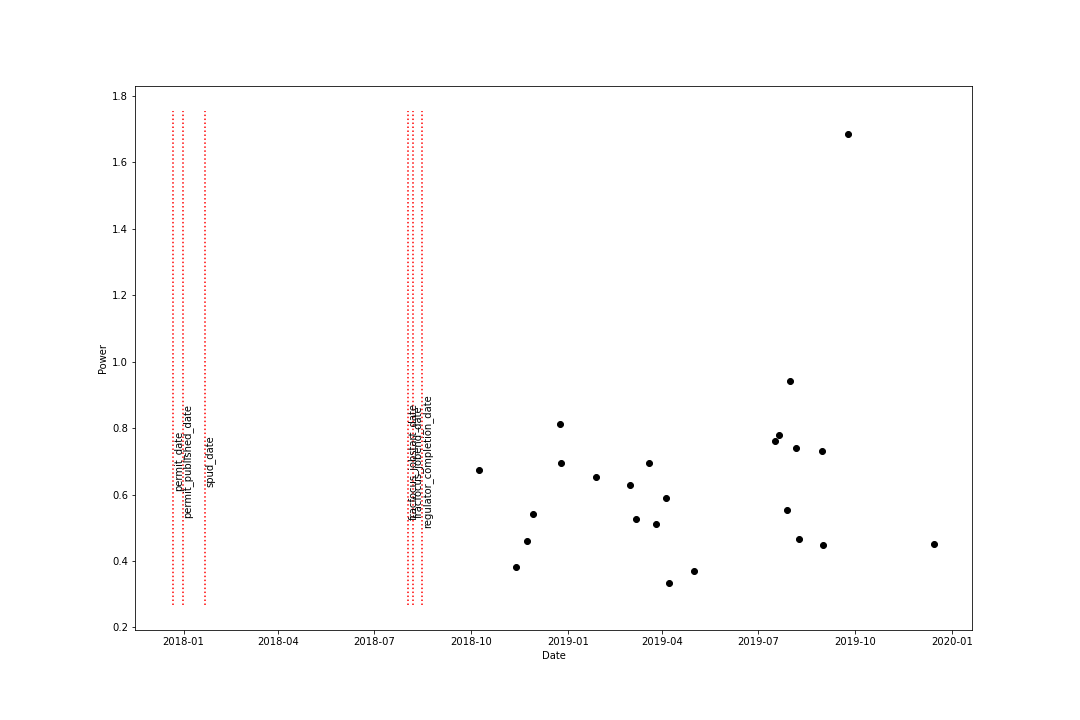 1.8
1.6
1.4
1.2
1.0
0.8
0.6
0.4
0.2
Power
permit_date
permit_published_date
spud_date
fracfocus_jobstart_date
fracfocus_jobend_date
regulator_completion_date
2018-01
2018-04
2018-07
2018-10
2019-01
2019-04
2019-07
2019-10
2020-01
Date